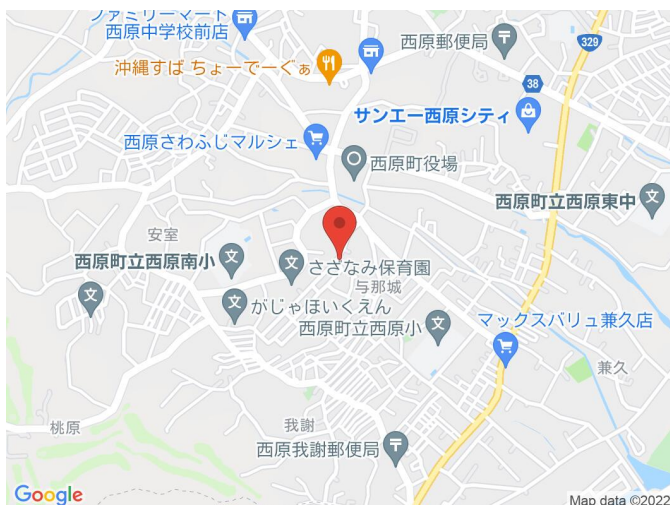 ファミリーマート
西原中学校前店
西原郵便局
329
沖縄すば ちょーでーぐぁ
38
サンエー西原シティ
西原さわふじマルシェ
西原町役場
西原町立西原東中
安室
西原町立西原南小
ささなみ保育園
与那城
がじゃほいくえん
西原町立西原小
マックスバリュ兼久店
兼久
桃原
我謝
西原我謝郵便局
Google
Map data ©2022